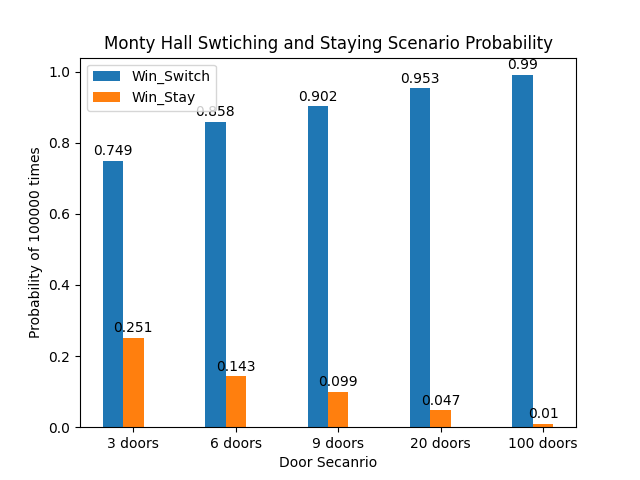 Monty Hall Swtiching and Staying Scenario Probability
Win_Switch
Win_Stay
0.749
0.858
0.902
0.953
0.99
0.251
0.143
0.099
0.047
0.01
1.0
0.8
0.6
0.4
0.2
0.0
Probability of 100000 times
3 doors
6 doors
9 doors
20 doors
100 doors
Door Secanrio